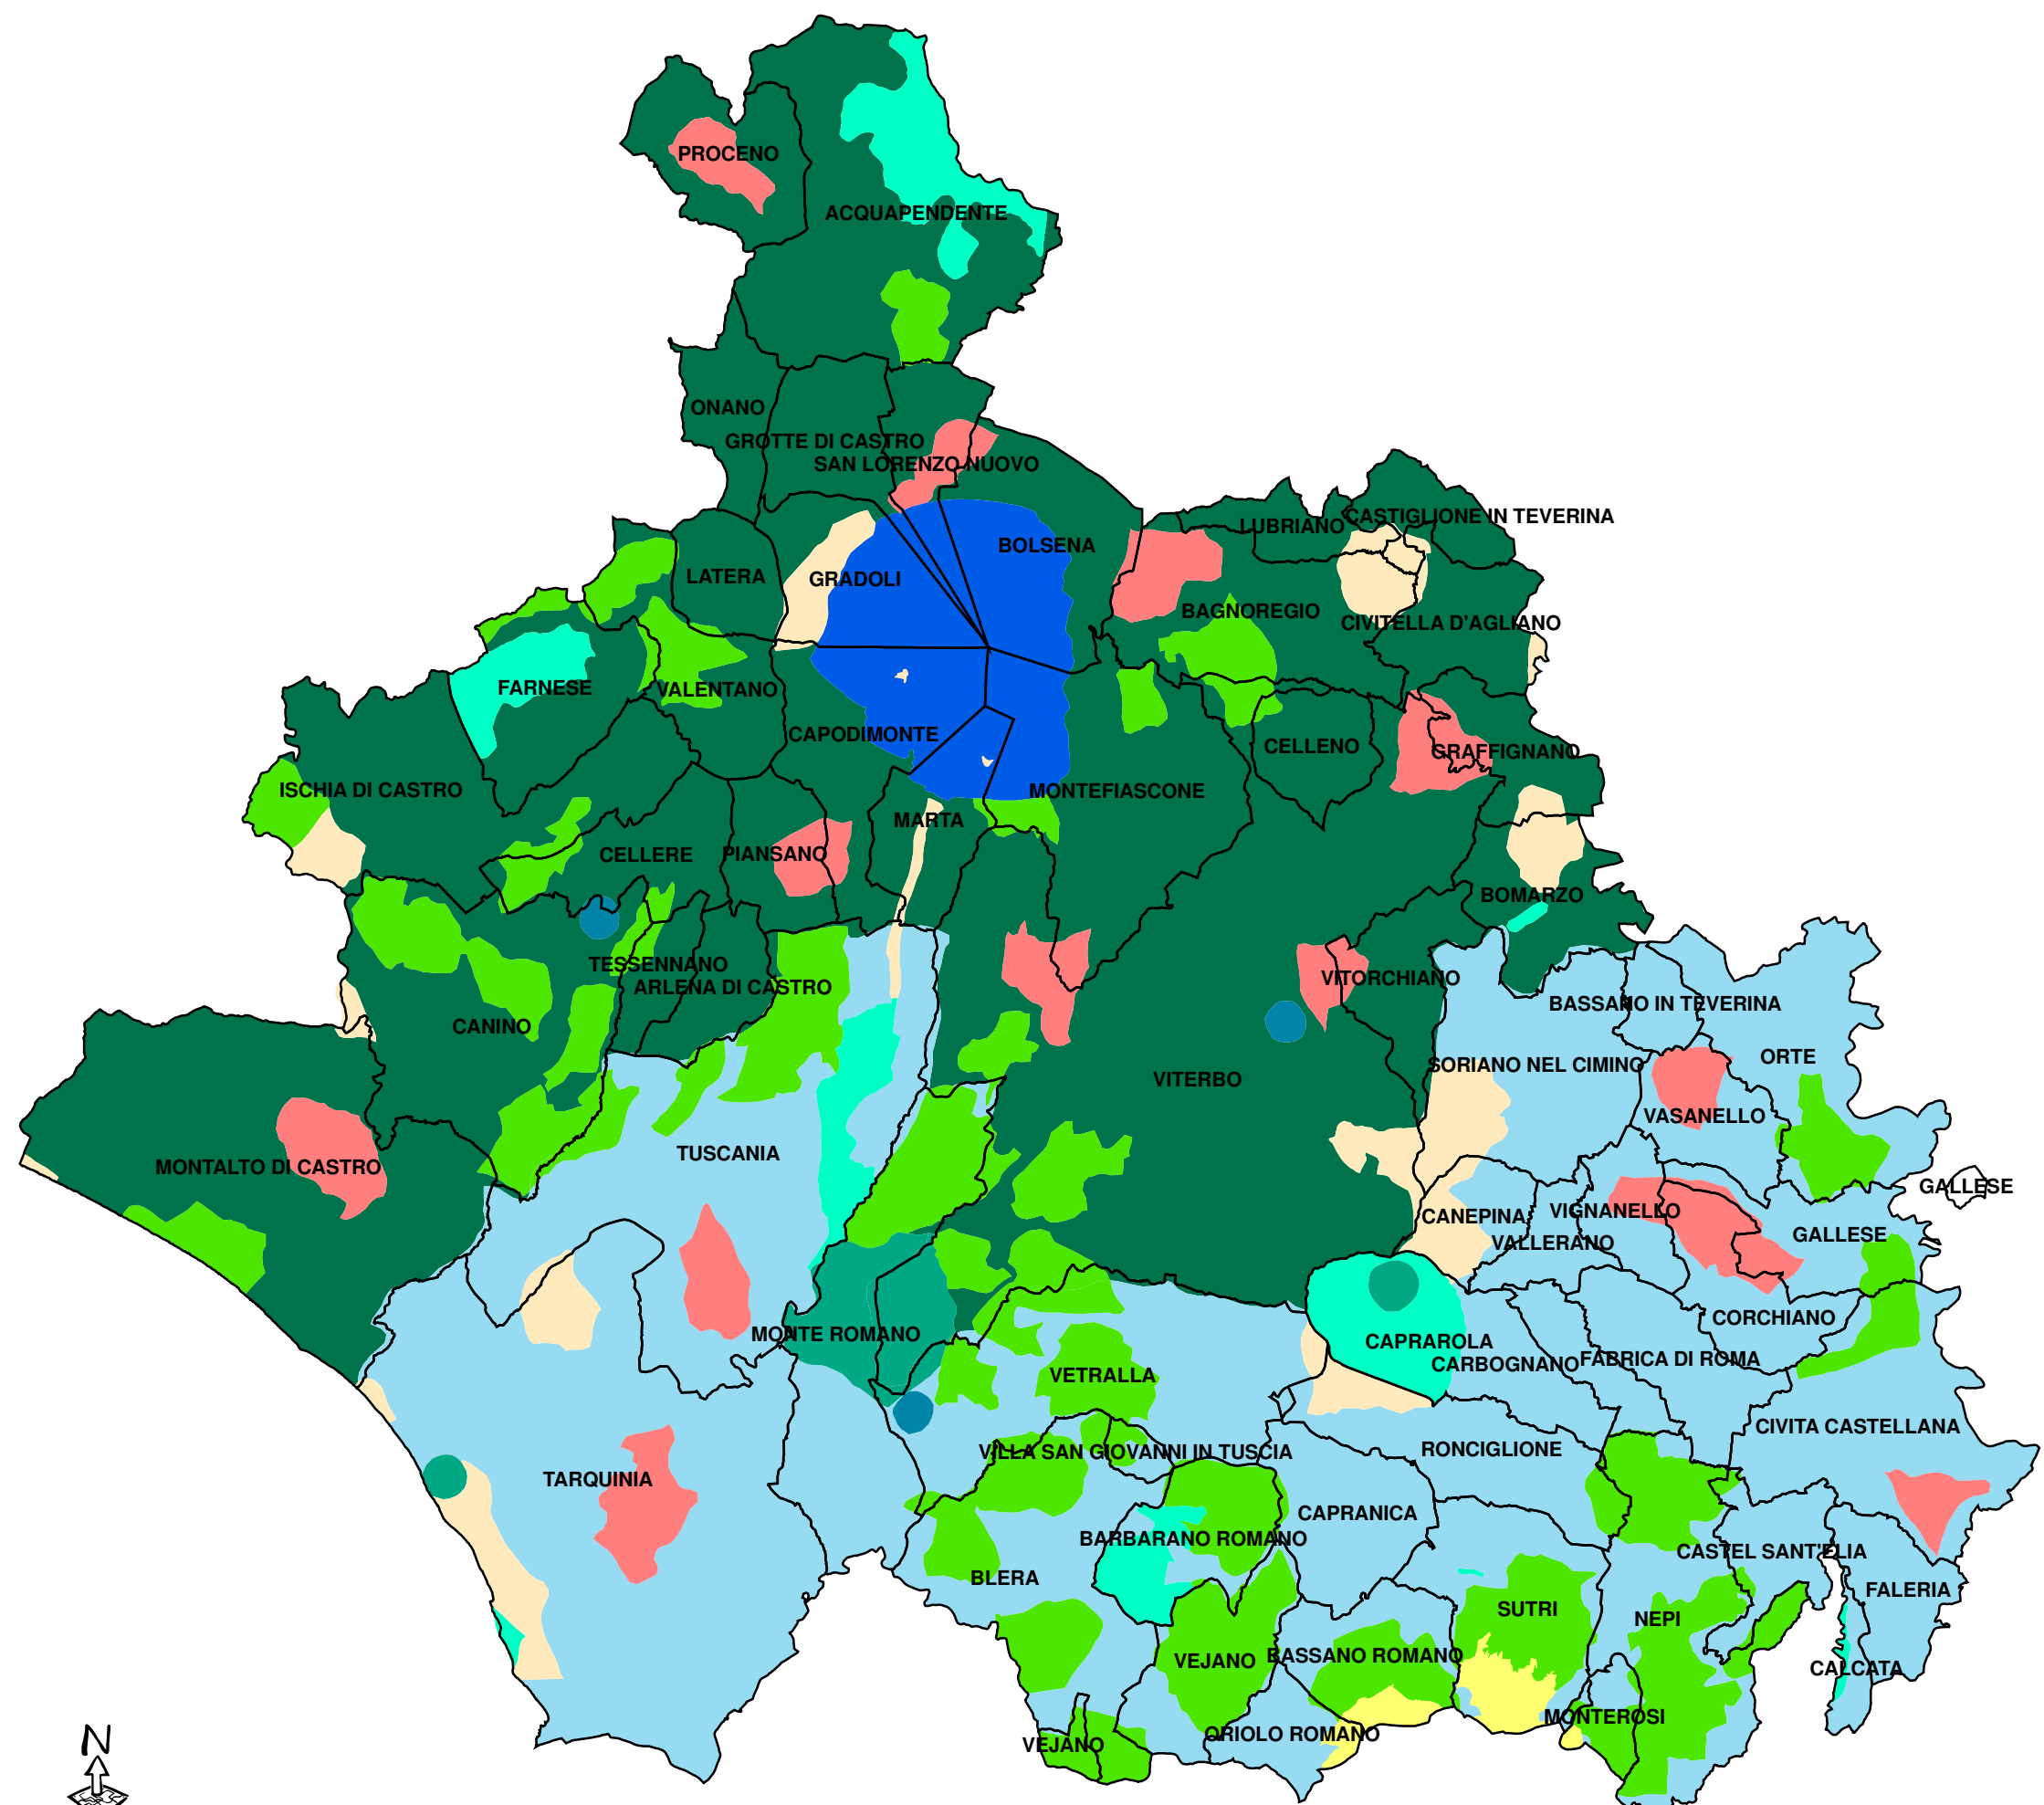 PROCENO
ACQUAPENDENTE
ONANO
GROTTE DI CASTRO
SAN LORENZO NUOVO
LUBRIANO
CASTIGLIONE IN TEVERINA
BOLSENA
LATERA
GRADOLI
BAGNOREGIO
CIVITELLA D'AGLIANO
FARNESE
VALENTANO
CAPODIMONTE
CELLENO
GRAFFIGNANO
ISCHIA DI CASTRO
MONTEFIASCONE
MARTA
CELLERE
PIANSANO
BOMARZO
TESSENNANO
VITORCHIANO
ARLENA DI CASTRO
BASSANO IN TEVERINA
CANINO
ORTE
SORIANO NEL CIMINO
VITERBO
VASANELLO
TUSCANIA
MONTALTO DI CASTRO
GALLESE
VIGNANELLO
CANEPINA
GALLESE
VALLERANO
CORCHIANO
MONTE ROMANO
CAPRAROLA
FABRICA DI ROMA
CARBOGNANO
VETRALLA
CIVITA CASTELLANA
RONCIGLIONE
VILLA SAN GIOVANNI IN TUSCIA
TARQUINIA
CAPRANICA
BARBARANO ROMANO
CASTEL SANT'ELIA
BLERA
FALERIA
SUTRI
NEPI
BASSANO ROMANO
VEJANO
CALCATA
MONTEROSI
ORIOLO ROMANO
VEJANO
N